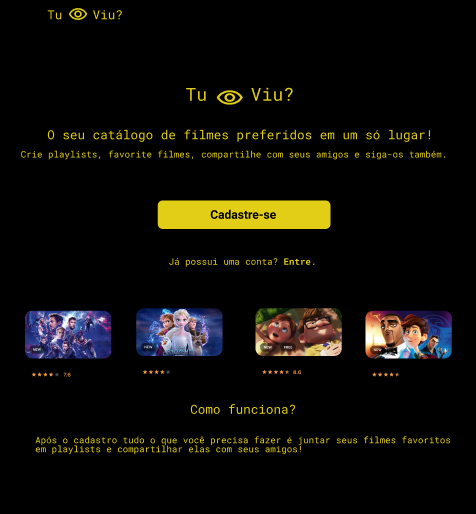 Tu Viu?
Tu Viu?
O seu catálogo de filmes preferidos em um só lugar!
Crie playlists, favorite filmes, compartilhe com seus amigos e siga-os também.
Cadastre-se
Já possui uma conta? Entre.
NEW
NEW
NEW FREE
NEW
7.6
8.6
Como funciona?
Após o cadastro tudo o que você precisa fazer é juntar seus filmes favoritos
em playlists e compartilhar elas com seus amigos!